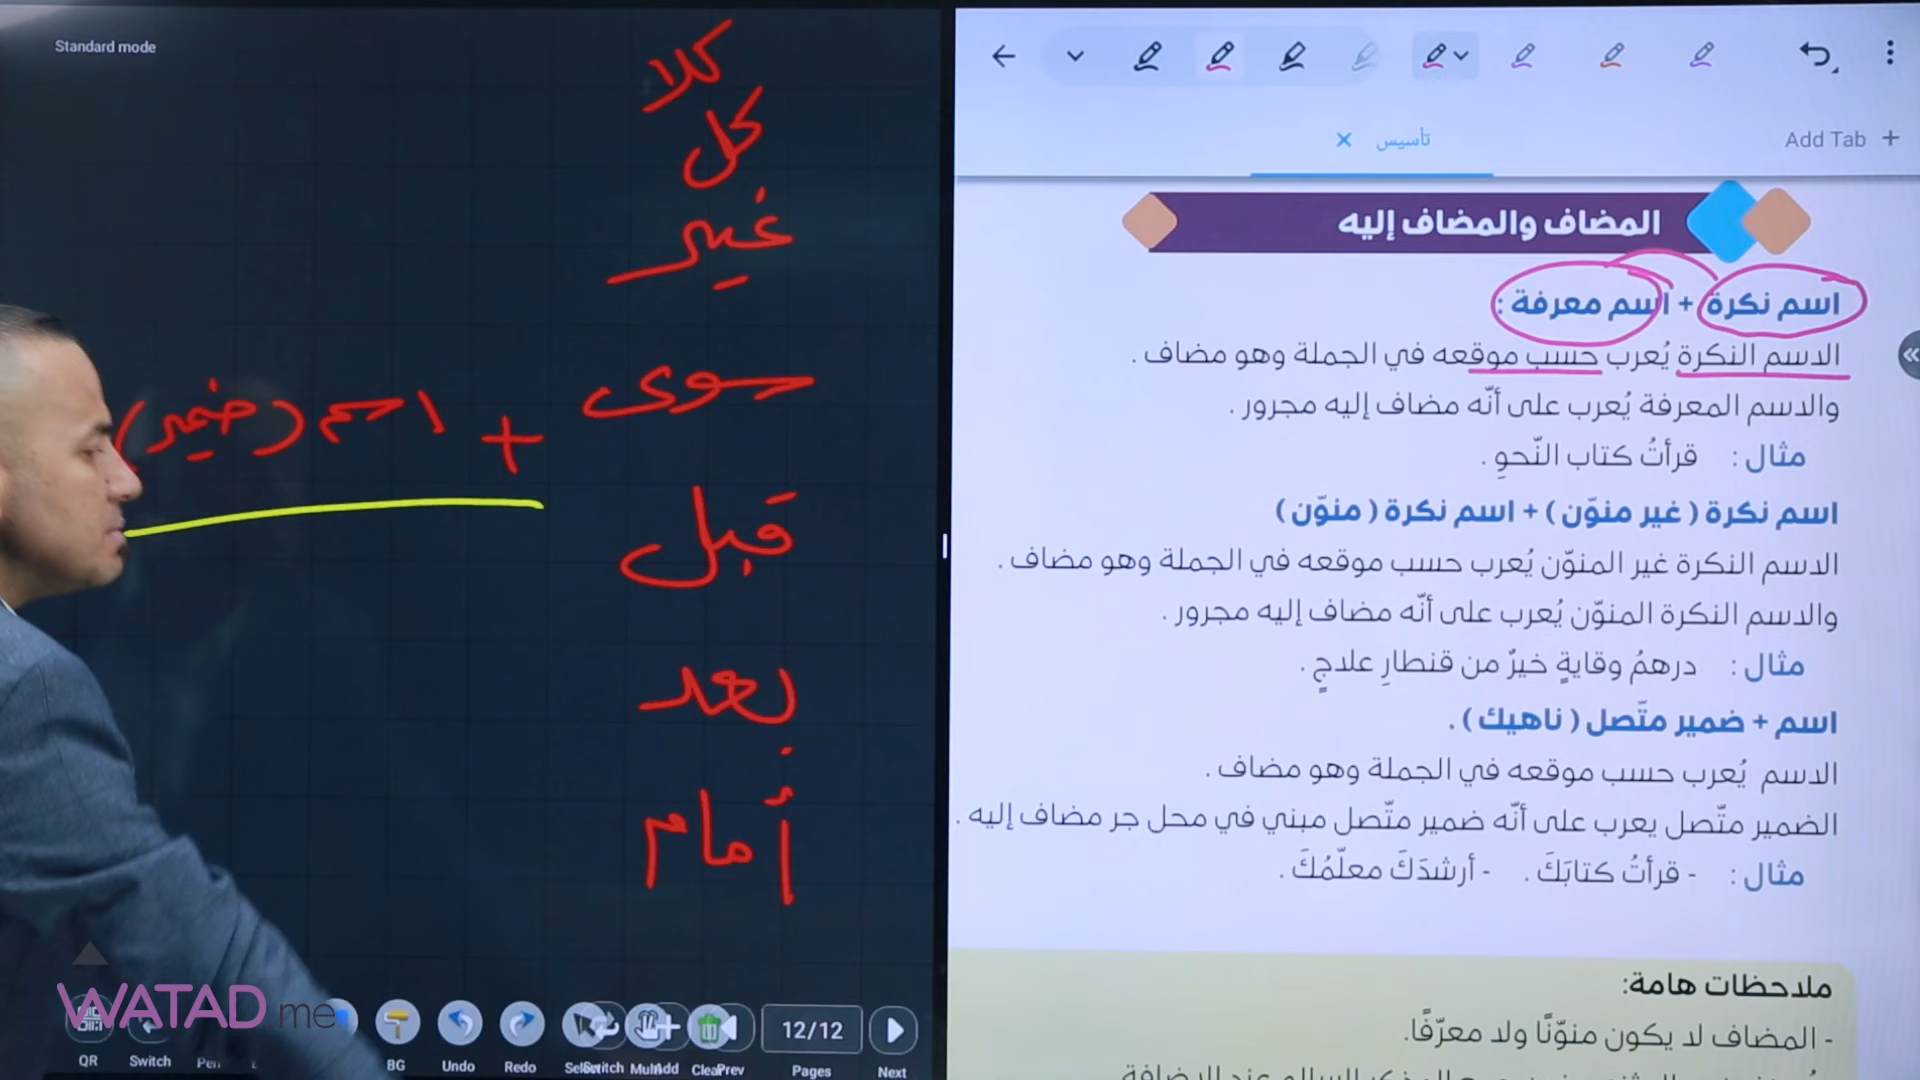 Standard mode
كلا
كل
غير
سوى
+ اسم (ضمير)
قبل
بعد
أمام
WATAD me
QR
Switch
BG
Undo
Redo
Select
Switch
Multi
Add
Clear
Prev
12/12
Pages
Next
تأسيس
Add Tab +
المضاف والمضاف إليه
اسم نكرة + اسم معرفة :
الاسم النكرة يُعرب حسب موقعه في الجملة وهو مضاف .
والاسم المعرفة يُعرب على أنّه مضاف إليه مجرور .
مثال : قرأتُ كتاب النّحوِ .
اسم نكرة ( غير منوّن ) + اسم نكرة ( منوّن )
الاسم النكرة غير المنوّن يُعرب حسب موقعه في الجملة وهو مضاف .
والاسم النكرة المنوّن يُعرب على أنّه مضاف إليه مجرور .
مثال : درهمُ وقايةٍ خيرٌ من قنطارِ علاجٍ .
اسم + ضمير متّصل ( ناهيك ) .
الاسم يُعرب حسب موقعه في الجملة وهو مضاف .
الضمير متّصل يعرب على أنّه ضمير متّصل مبني في محل جر مضاف إليه .
مثال : - قرأتُ كتابَكَ . - أرشدَكَ معلّمُكَ .
ملاحظات هامة:
- المضاف لا يكون منوّنًا ولا معرّفًا.